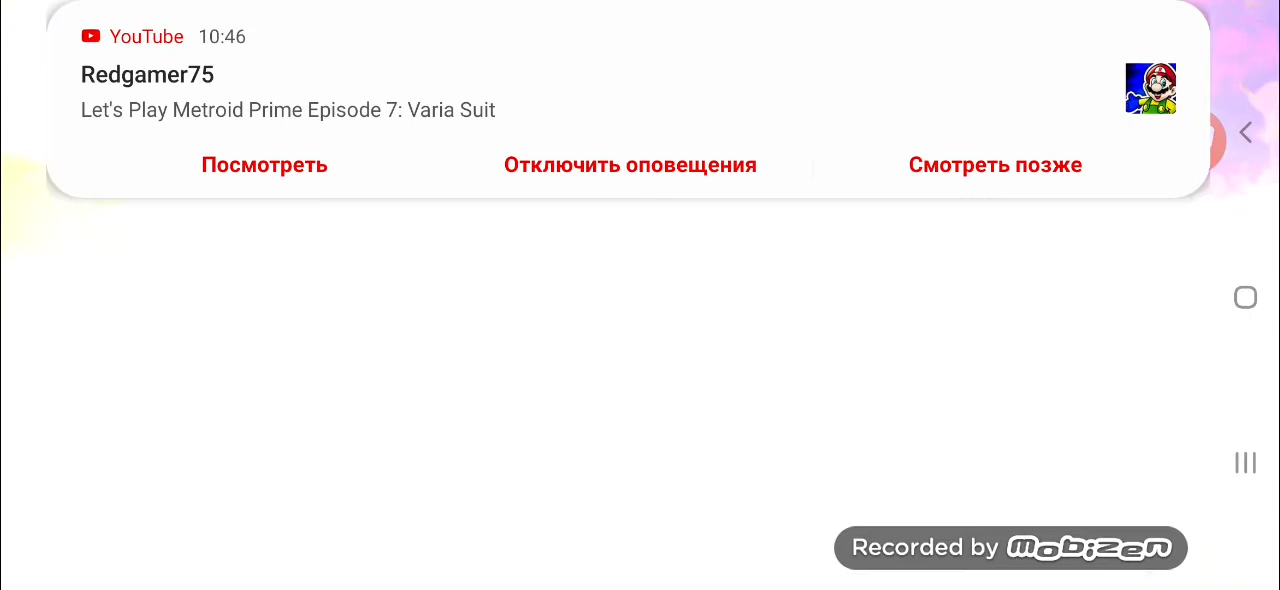 YouTube 10:46
Redgamer75
Let's Play Metroid Prime Episode 7: Varia Suit
Посмотреть Отключить оповещения Смотреть позже
Recorded by mobizen